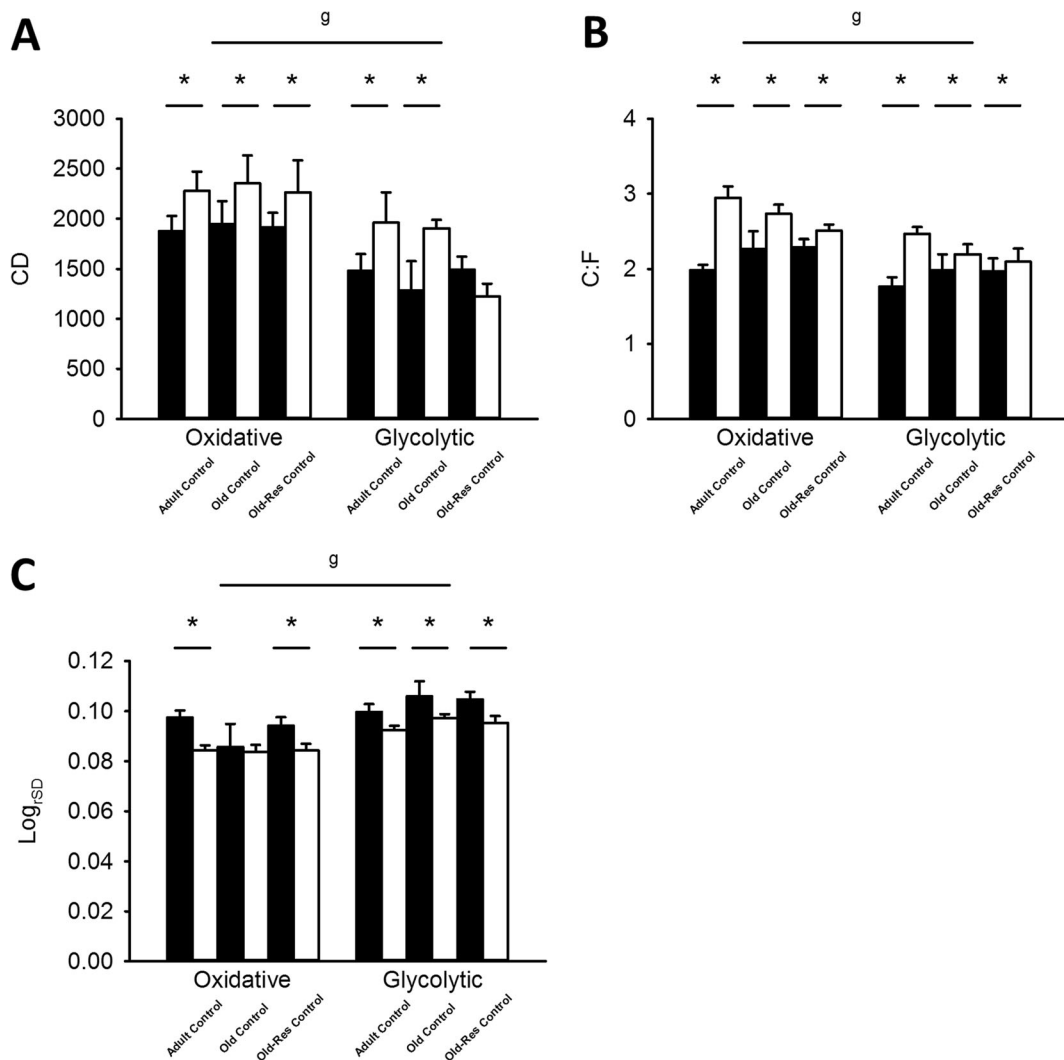 A
g
* * * * *
CD
3000
2500
2000
1500
1000
500
0
Oxidative Glycolytic
Adult Control Old Control Old-Res Control Adult Control Old Control Old-Res Control
B
g
* * * * * *
C:F
4
3
2
1
0
Oxidative Glycolytic
Adult Control Old Control Old-Res Control Adult Control Old Control Old-Res Control
C
g
* * * * *
Log rSD
0.12
0.10
0.08
0.06
0.04
0.02
0.00
Oxidative Glycolytic
Adult Control Old Control Old-Res Control Adult Control Old Control Old-Res Control